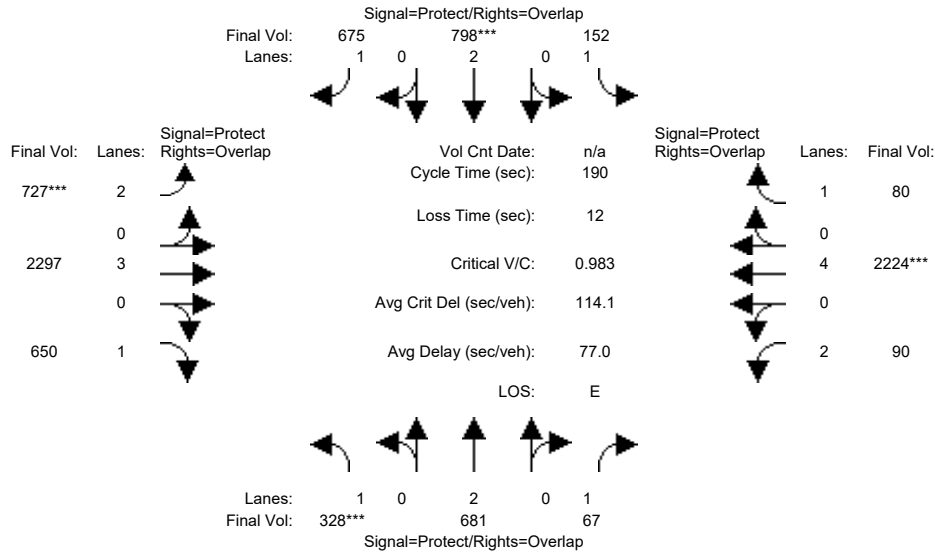 Signal=Protect/Rights=Overlap
Final Vol: 675 798*** 152
Lanes: 1 0 2 0 1
Signal=Protect
Signal=Protect
Final Vol: Lanes: Rights=Overlap Vol Cnt Date: n/a Rights=Overlap Lanes: Final Vol:
Cycle Time (sec): 190
727*** 2 1 80
Loss Time (sec): 12
0 0
2297 3 Critical V/C: 0.983 4 2224***
0 Avg Crit Del (sec/veh): 114.1 0
650 1 Avg Delay (sec/veh): 77.0 2 90
LOS: E
Lanes: 1 0 2 0 1
Final Vol: 328*** 681 67
Signal=Protect/Rights=Overlap